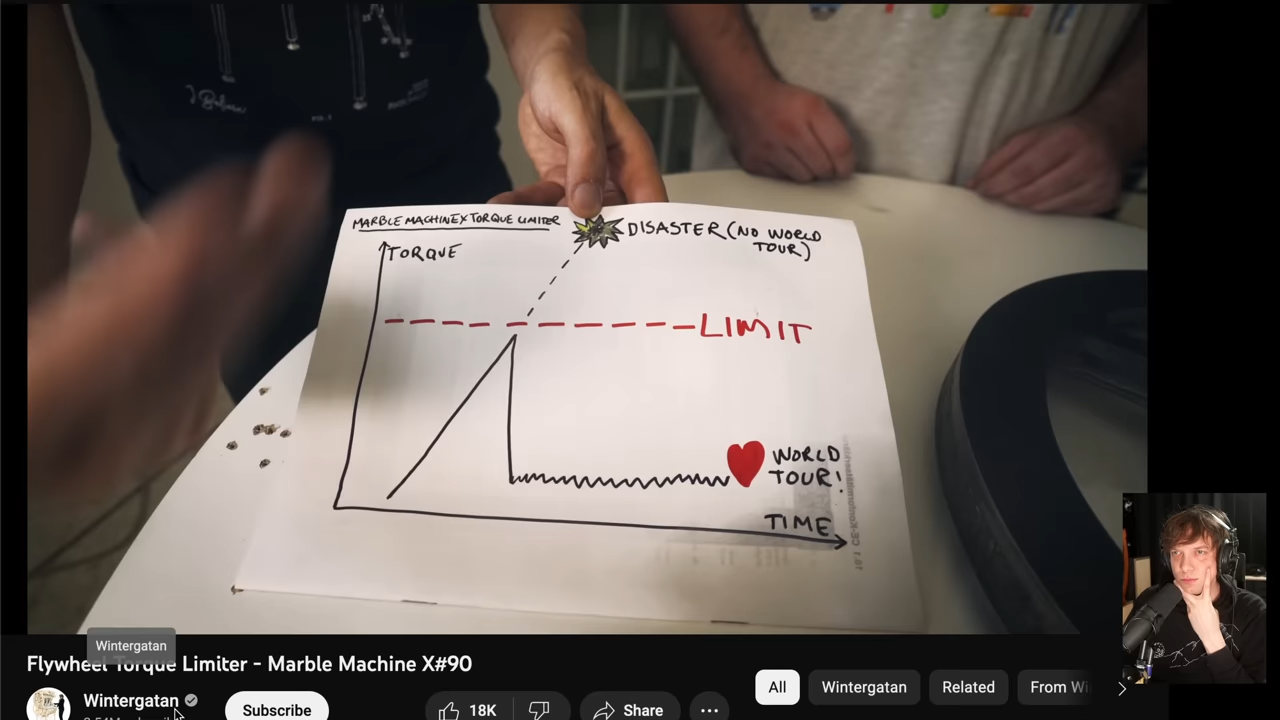 MARBLE MACHINE X TORQUE LIMITER
DISASTER (NO WORLD
TOUR)
TORQUE
LIMIT
WORLD
TOUR!
TIME
Wintergatan
Flywheel Torque Limiter - Marble Machine X#90
Wintergatan
Subscribe
18K
Share
All
Wintergatan
Related
From Wi